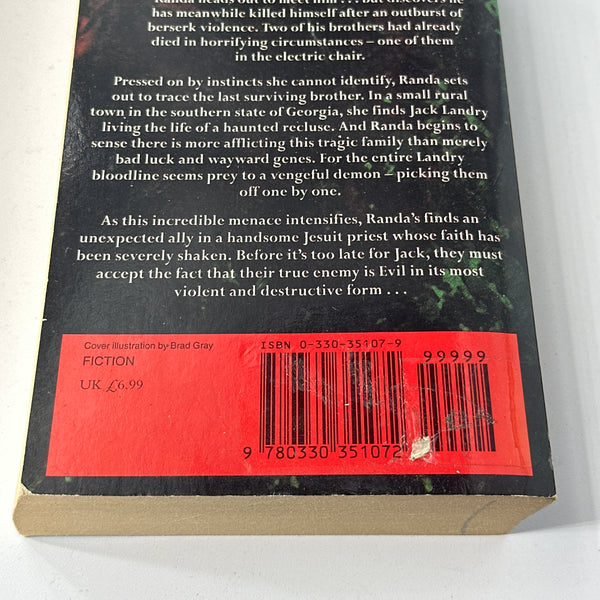 Randa heads out to meet him . . . but discovers he
has meanwhile killed himself after an outburst of
berserk violence. Two of his brothers had already
died in horrifying circumstances – one of them
in the electric chair.
Pressed on by instincts she cannot identify, Randa sets
out to trace the last surviving brother. In a small rural
town in the southern state of Georgia, she finds Jack Landry
living the life of a haunted recluse. And Randa begins to
sense there is more afflicting this tragic family than merely
bad luck and wayward genes. For the entire Landry
bloodline seems prey to a vengeful demon – picking them
off one by one.
As this incredible menace intensifies, Randa's finds an
unexpected ally in a handsome Jesuit priest whose faith has
been severely shaken. Before it's too late for Jack, they must
accept the fact that their true enemy is Evil in its most
violent and destructive form . . .
Cover illustration by Brad Gray
FICTION
UK £6.99
ISBN 0-330-35107-9
99999
9 780330 351072